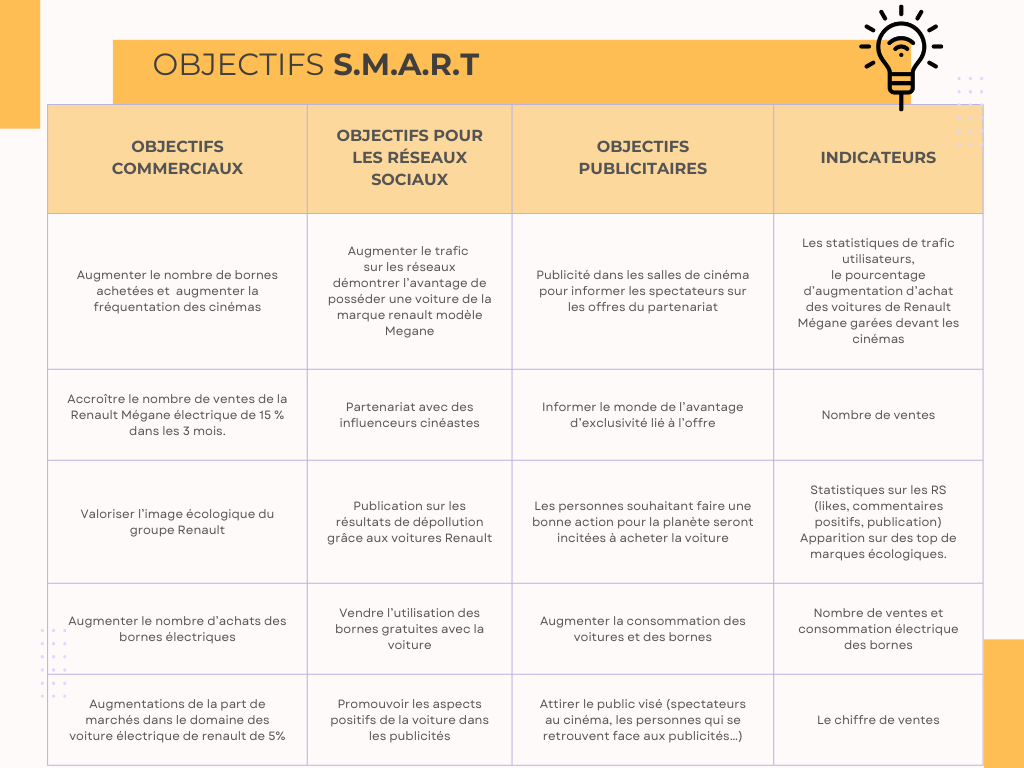 OBJECTIFS S.M.A.R.T
OBJECTIFS
COMMERCIAUX
OBJECTIFS POUR
LES RÉSEAUX
SOCIAUX
OBJECTIFS
PUBLICITAIRES
INDICATEURS
Augmenter le nombre de bornes
achetées et augmenter la
fréquentation des cinémas
Augmenter le trafic
sur les réseaux
démontrer l'avantage de
posséder une voiture de la
marque renault modèle
Megane
Publicité dans les salles de cinéma
pour informer les spectateurs sur
les offres du partenariat
Les statistiques de trafic
utilisateurs,
le pourcentage
d'augmentation d'achat
des voitures de Renault
Mégane garées devant les
cinémas
Accroître le nombre de ventes de la
Renault Mégane électrique de 15 %
dans les 3 mois.
Partenariat avec des
influenceurs cinéastes
Informer le monde de l'avantage
d'exclusivité lié à l'offre
Nombre de ventes
Valoriser l'image écologique du
groupe Renault
Publication sur les
résultats de dépollution
grâce aux voitures Renault
Les personnes souhaitant faire une
bonne action pour la planète seront
incitées à acheter la voiture
Statistiques sur les RS
(likes, commentaires
positifs, publication)
Apparition sur des top de
marques écologiques.
Augmenter le nombre d'achats des
bornes électriques
Vendre l'utilisation des
bornes gratuites avec la
voiture
Augmenter la consommation des
voitures et des bornes
Nombre de ventes et
consommation électrique
des bornes
Augmentations de la part de
marchés dans le domaine des
voiture électrique de renault de 5%
Promouvoir les aspects
positifs de la voiture dans
les publicités
Attirer le public visé (spectateurs
au cinéma, les personnes qui se
retrouvent face aux publicités...)
Le chiffre de ventes